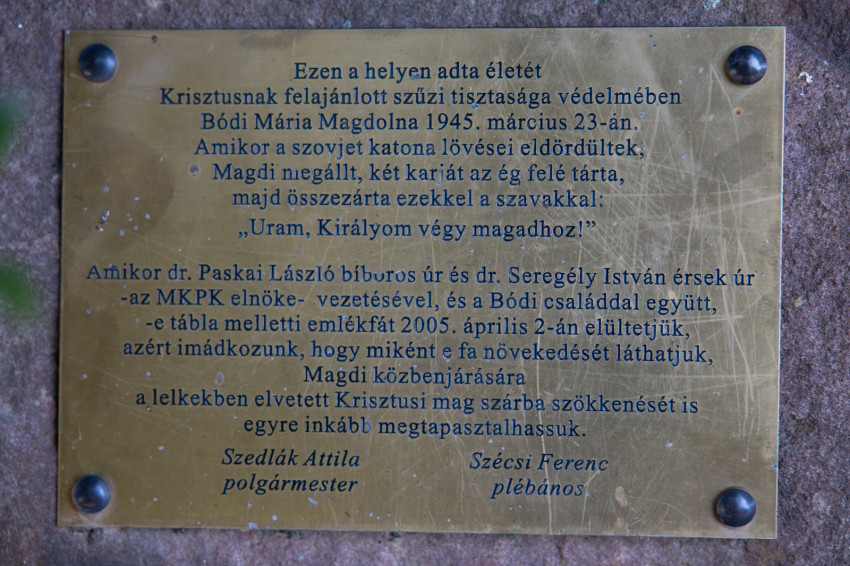 Ezen a helyen adta életét
Krisztusnak felajánlott szűzi tisztasága védelmében
Bódi Mária Magdolna 1945. március 23-án.
Amikor a szovjet katona lövései eldördültek,
Magdi megállt, két karját az ég felé tárta,
majd összezárta ezekkel a szavakkal:
„Uram, Királyom végy magadhoz!”
Amikor dr. Paskai László bíboros úr és dr. Seregély István érsek úr
-az MKPK elnöke- vezetésével, és a Bódi családdal együtt,
-e tábla melletti emlékfát 2005. április 2-án elültetjük,
azért imádkozunk, hogy miként e fa növekedését láthatjuk,
Magdi közbenjárására
a lelkekben elvetett Krisztusi mag szárba szökkenését is
egyre inkább megtapasztalhassuk.
Szedlák Attila Szécsi Ferenc
polgármester plébános